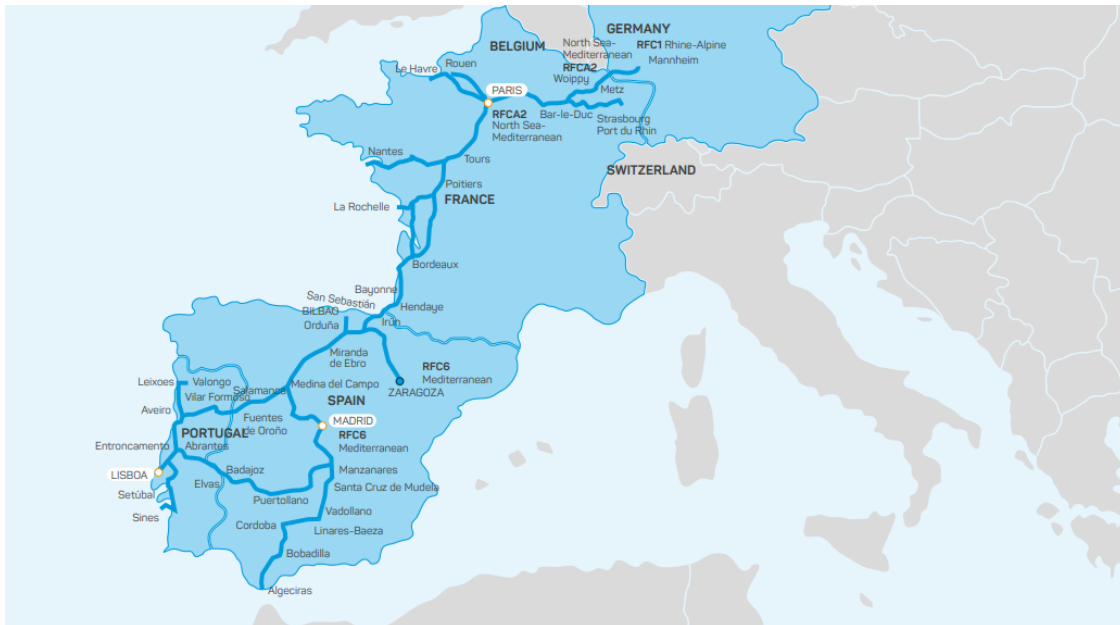 GERMANY
North Sea-
Mediterranean
RFC1 Rhine-Alpine
BELGIUM
Mannheim
Rouen
RFCA2
Le Havre
Woippy
PARIS
Metz
RFCA2
North Sea-
Mediterranean
Bar-le-Duc
Strasbourg
Port du Rhin
Nantes
Tours
SWITZERLAND
Poitiers
FRANCE
La Rochelle
Bordeaux
Bayonne
San Sebastián
Hendaye
BILBAO
Orduña
Irún
Miranda
de Ebro
RFC6
Mediterranean
ZARAGOZA
Leixoes
Valongo
Vilar Formoso
Salamanca
Medina del Campo
SPAIN
Aveiro
Fuentes
de Oroño
MADRID
PORTUGAL
RFC6
Mediterranean
Entroncamento
Abrantes
LISBOA
Elvas
Badajoz
Manzanares
Santa Cruz de Mudela
Setúbal
Puertollano
Sines
Vadollano
Cordoba
Linares-Baeza
Bobadilla
Algeciras